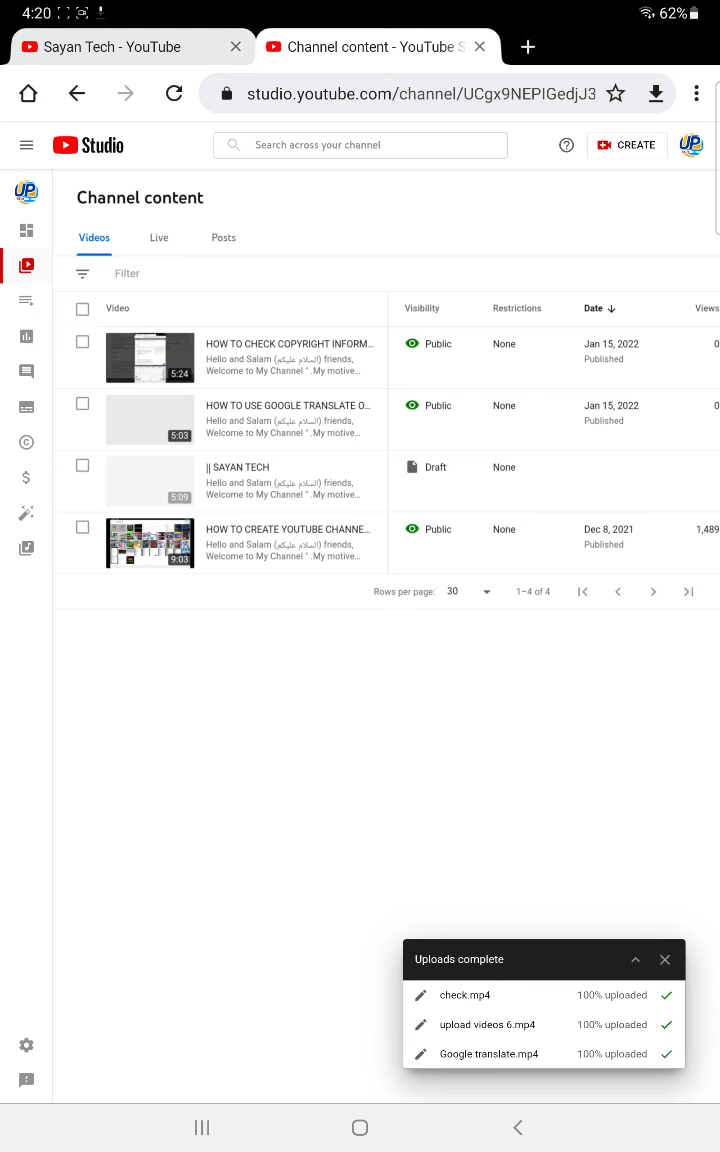 4:20
62%
Sayan Tech - YouTube
Channel content - YouTube S
studio.youtube.com/channel/UCgx9NEPIGedjJ3
Studio
Search across your channel
CREATE
UP
Channel content
Videos Live Posts
Filter
Video Visibility Restrictions Date Views
5:24
HOW TO CHECK COPYRIGHT INFORM...
Hello and Salam (السلام عليكم) friends,
Welcome to My Channel " .My motive...
Public None Jan 15, 2022 0
Published
5:03
HOW TO USE GOOGLE TRANSLATE O...
Hello and Salam (السلام عليكم) friends,
Welcome to My Channel " .My motive...
Public None Jan 15, 2022 0
Published
5:09
|| SAYAN TECH
Hello and Salam (السلام عليكم) friends,
Welcome to My Channel " .My motive...
Draft None
9:03
HOW TO CREATE YOUTUBE CHANNE...
Hello and Salam (السلام عليكم) friends,
Welcome to My Channel " .My motive...
Public None Dec 8, 2021 1,489
Published
Rows per page: 30 1–4 of 4
Uploads complete
check.mp4 100% uploaded
upload videos 6.mp4 100% uploaded
Google translate.mp4 100% uploaded